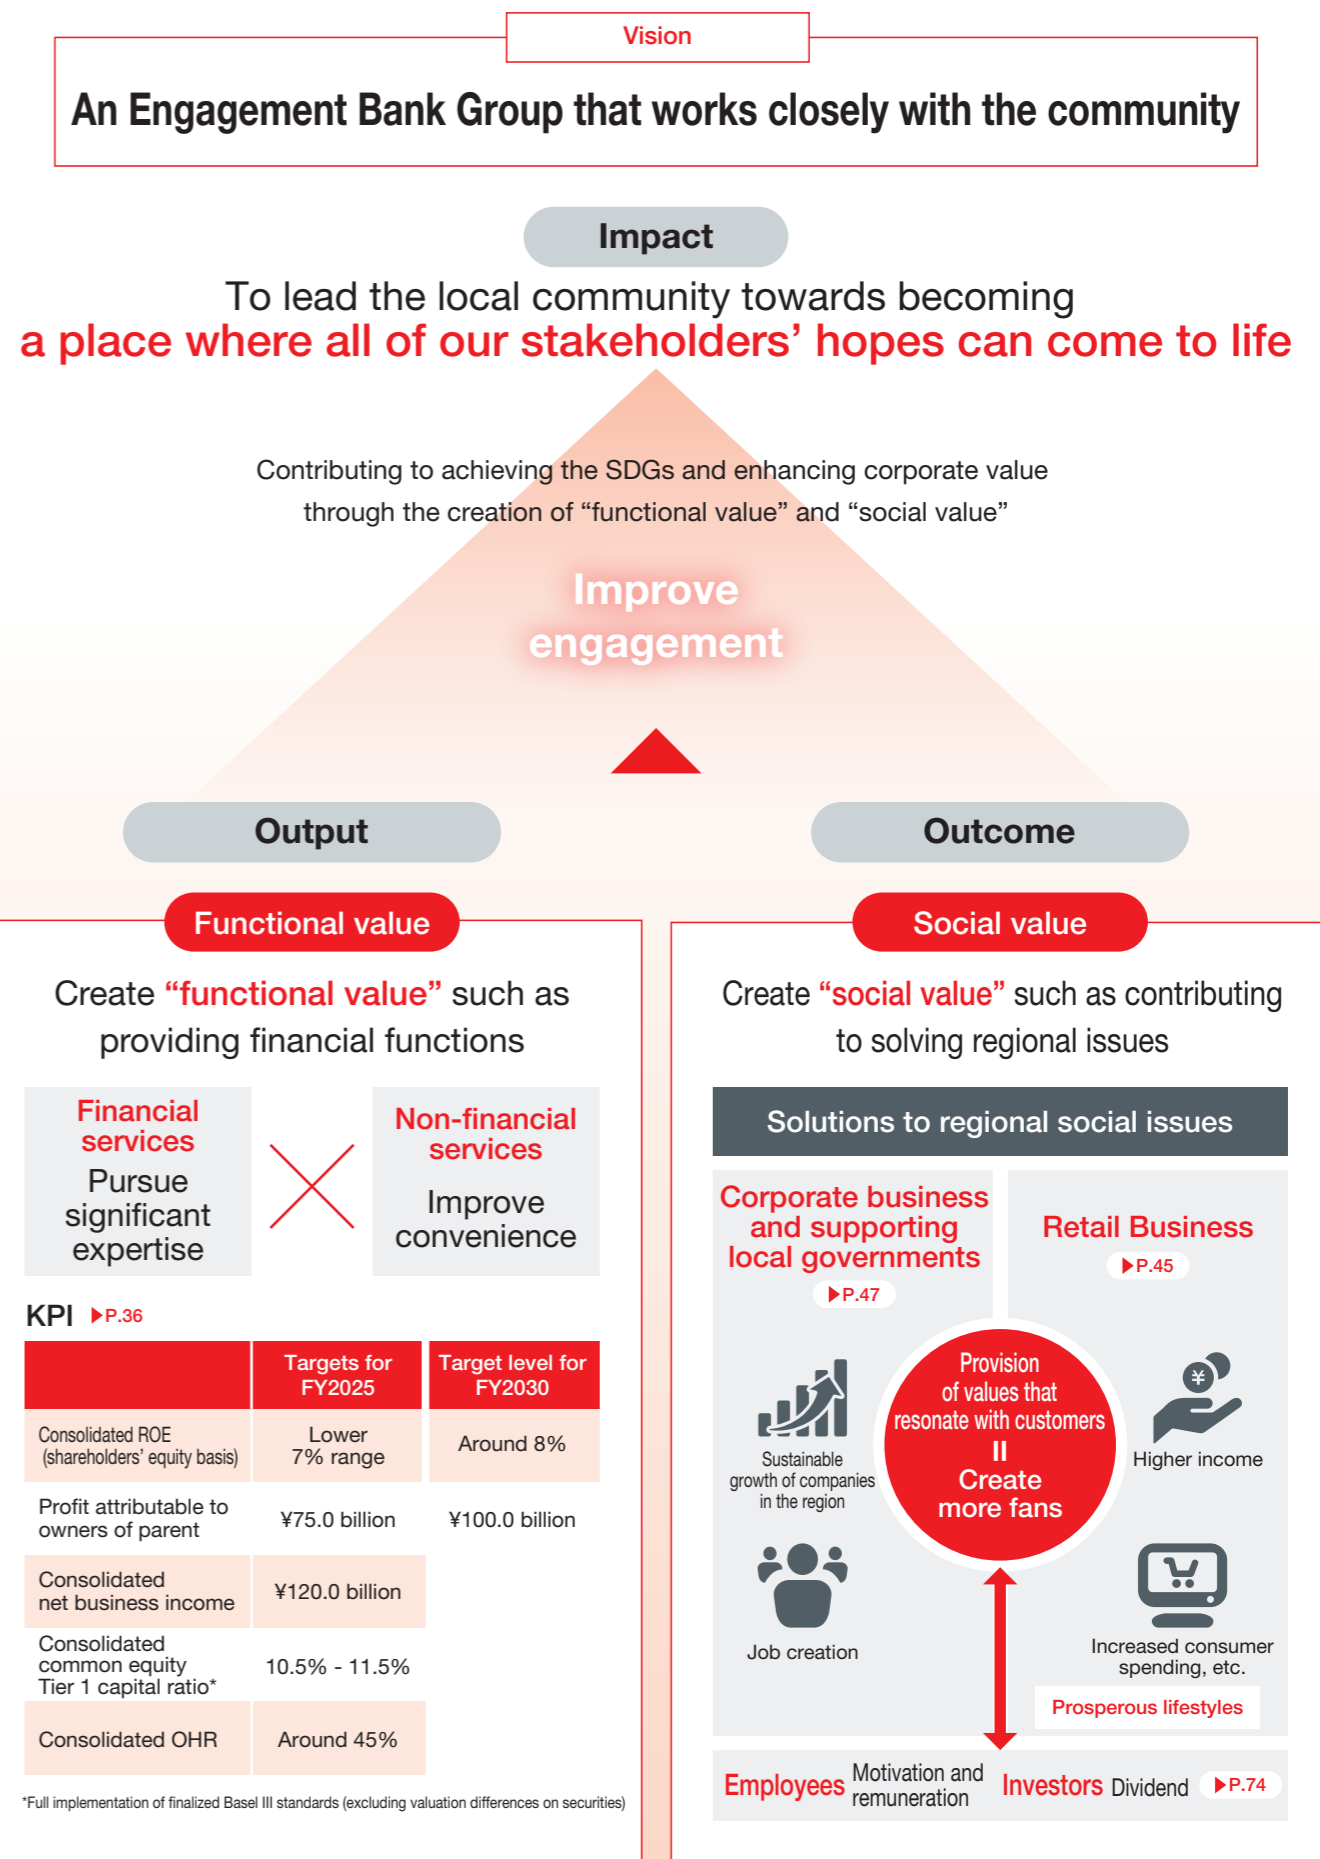 Vision
An Engagement Bank Group that works closely with the community
Impact
To lead the local community towards becoming
a place where all of our stakeholders’ hopes can come to life
Contributing to achieving the SDGs and enhancing corporate value
through the creation of “functional value” and “social value”
Improve
engagement
Output
Functional value
Create “functional value” such as
providing financial functions
Financial
services
Pursue
significant
expertise
Non-financial
services
Improve
convenience
KPI ▶P.36
Targets for
FY2025
Target level for
FY2030
Consolidated ROE
(shareholders’ equity basis)
Lower
7% range
Around 8%
Profit attributable to
owners of parent
¥75.0 billion
¥100.0 billion
Consolidated
net business income
¥120.0 billion
Consolidated
common equity
Tier 1 capital ratio*
10.5% - 11.5%
Consolidated OHR
Around 45%
*Full implementation of finalized Basel III standards (excluding valuation differences on securities)
Outcome
Social value
Create “social value” such as contributing
to solving regional issues
Solutions to regional social issues
Corporate business
and supporting
local governments
▶P.47
Retail Business
▶P.45
Provision
of values that
resonate with customers
=
Create
more fans
Sustainable
growth of companies
in the region
¥
Higher income
Job creation
Increased consumer
spending, etc.
Prosperous lifestyles
Employees Motivation and
remuneration
Investors Dividend ▶P.74